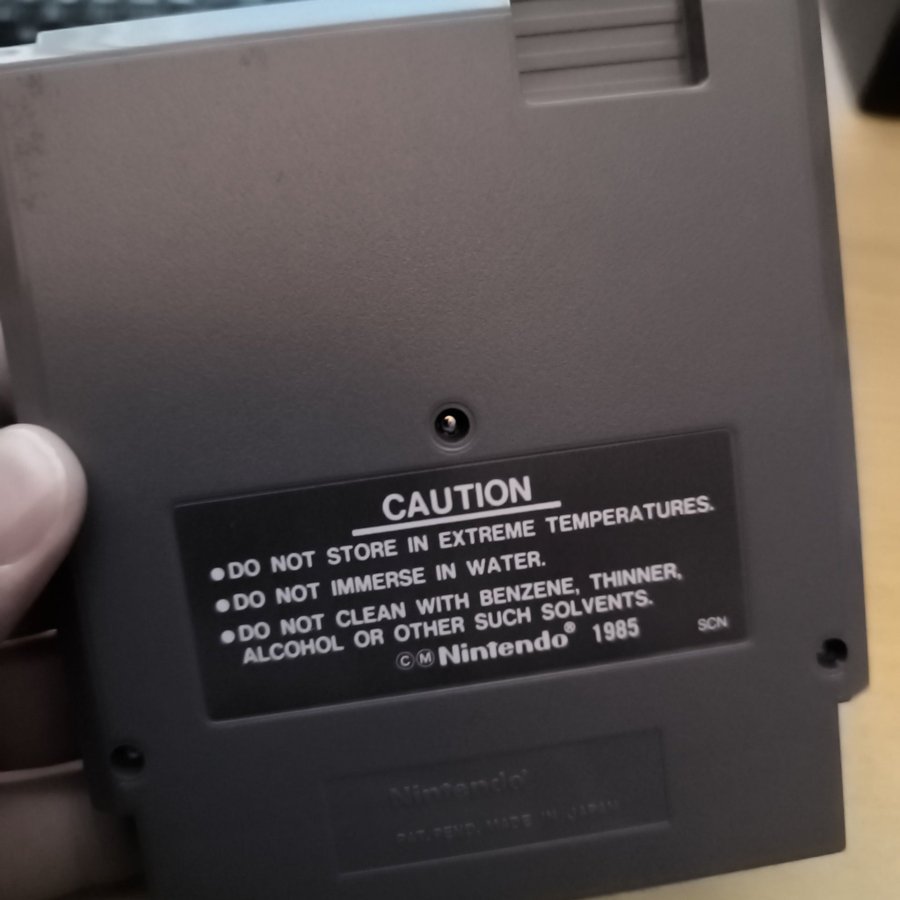 CAUTION
●DO NOT STORE IN EXTREME TEMPERATURES.
●DO NOT IMMERSE IN WATER.
●DO NOT CLEAN WITH BENZENE, THINNER,
ALCOHOL OR OTHER SUCH SOLVENTS.
ⒸⓂNintendo® 1985 SCN
Nintendo®
PAT. PEND. MADE IN JAPAN